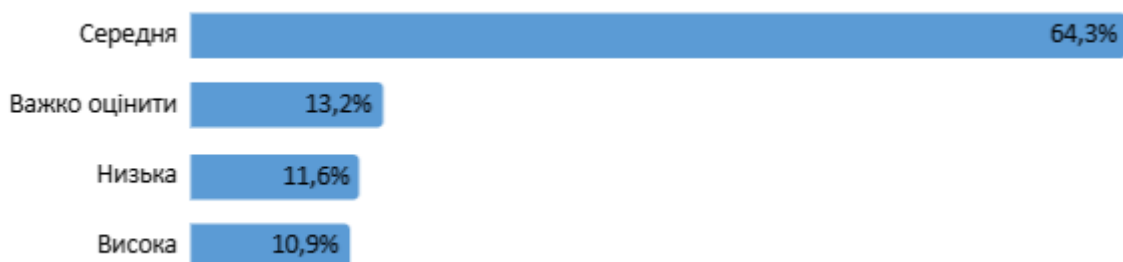 Середня 64,3%
Важко оцінити 13,2%
Низька 11,6%
Висока 10,9%